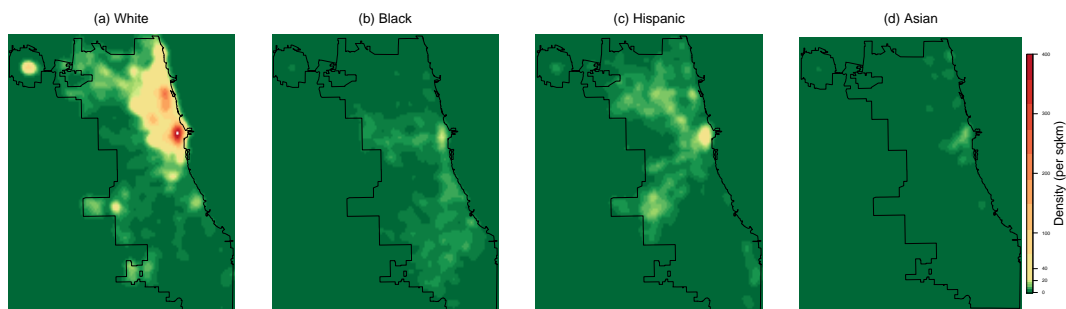 (a) White
(b) Black
(c) Hispanic
(d) Asian
400
300
200
100
40
20
0
Density (per sqkm)